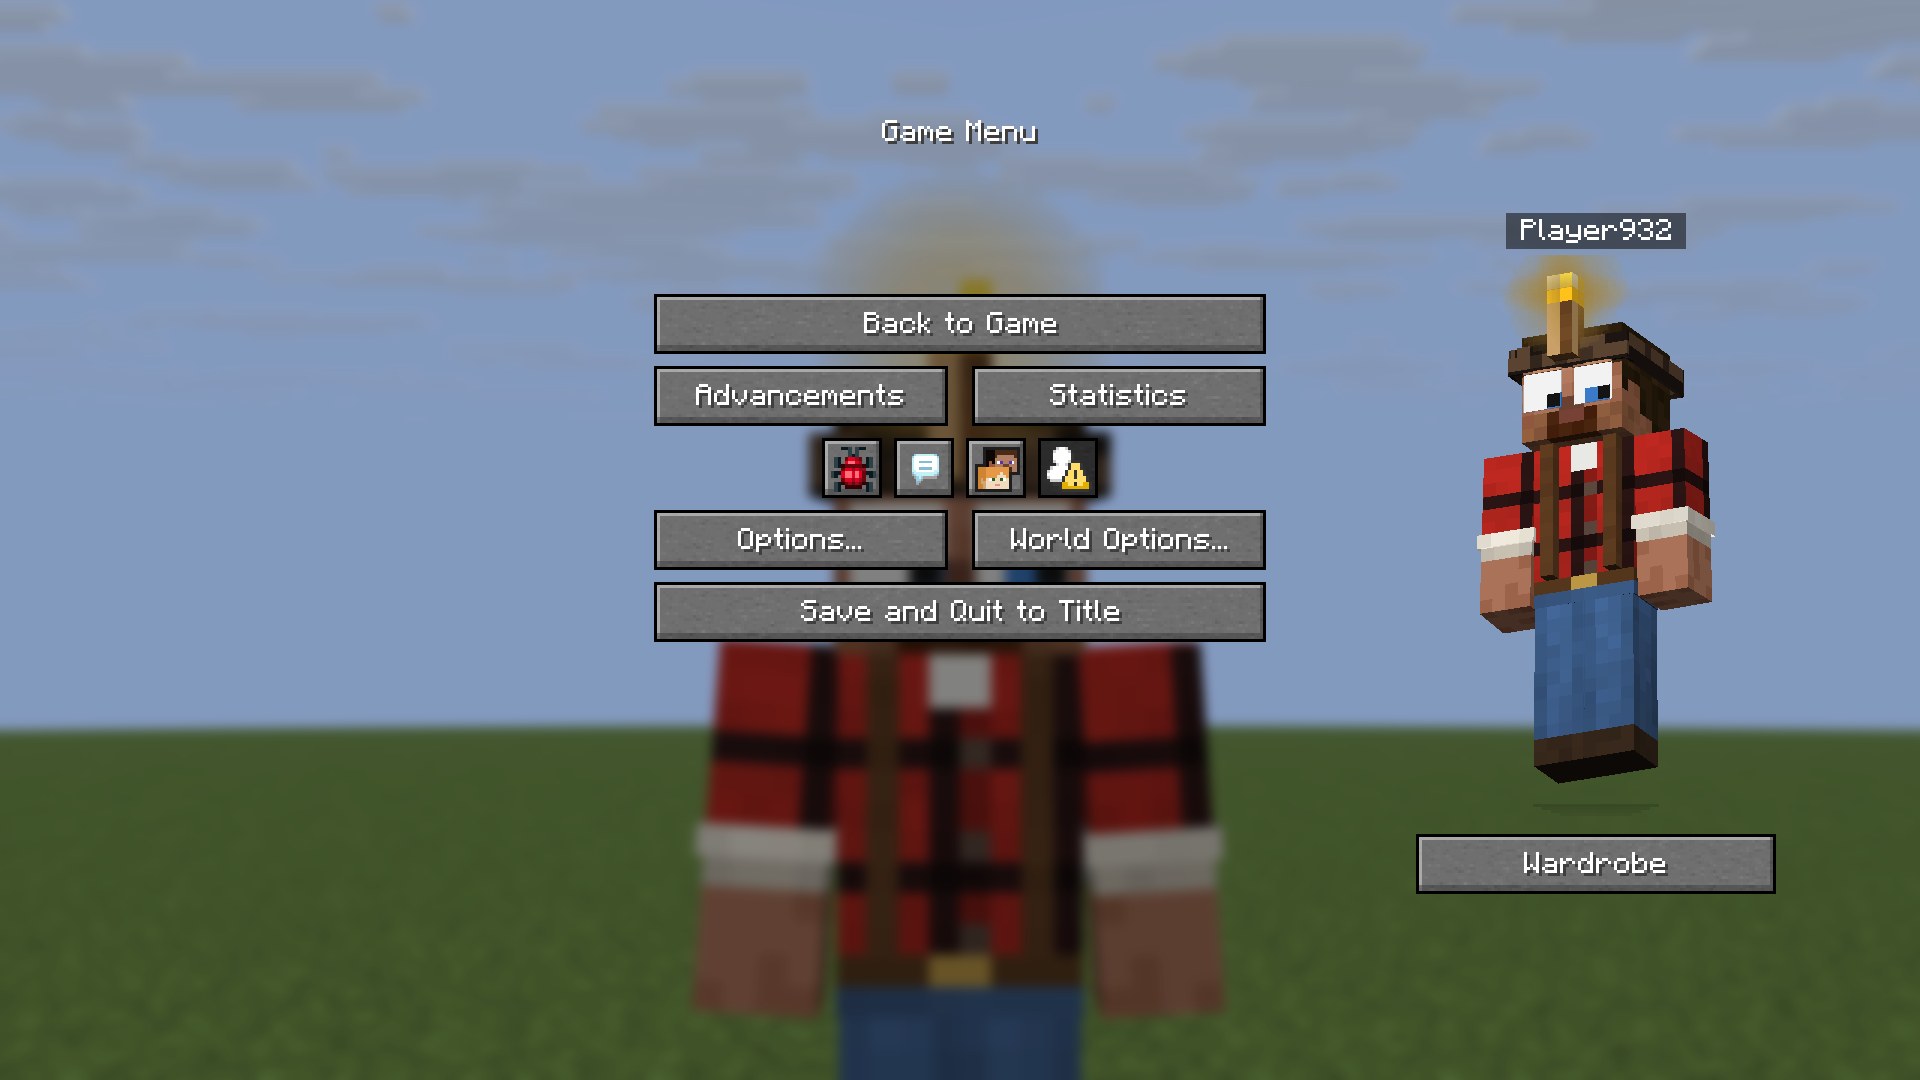 Game Menu
Player932
Back to Game
Advancements
Statistics
Options...
World Options...
Save and Quit to Title
Wardrobe